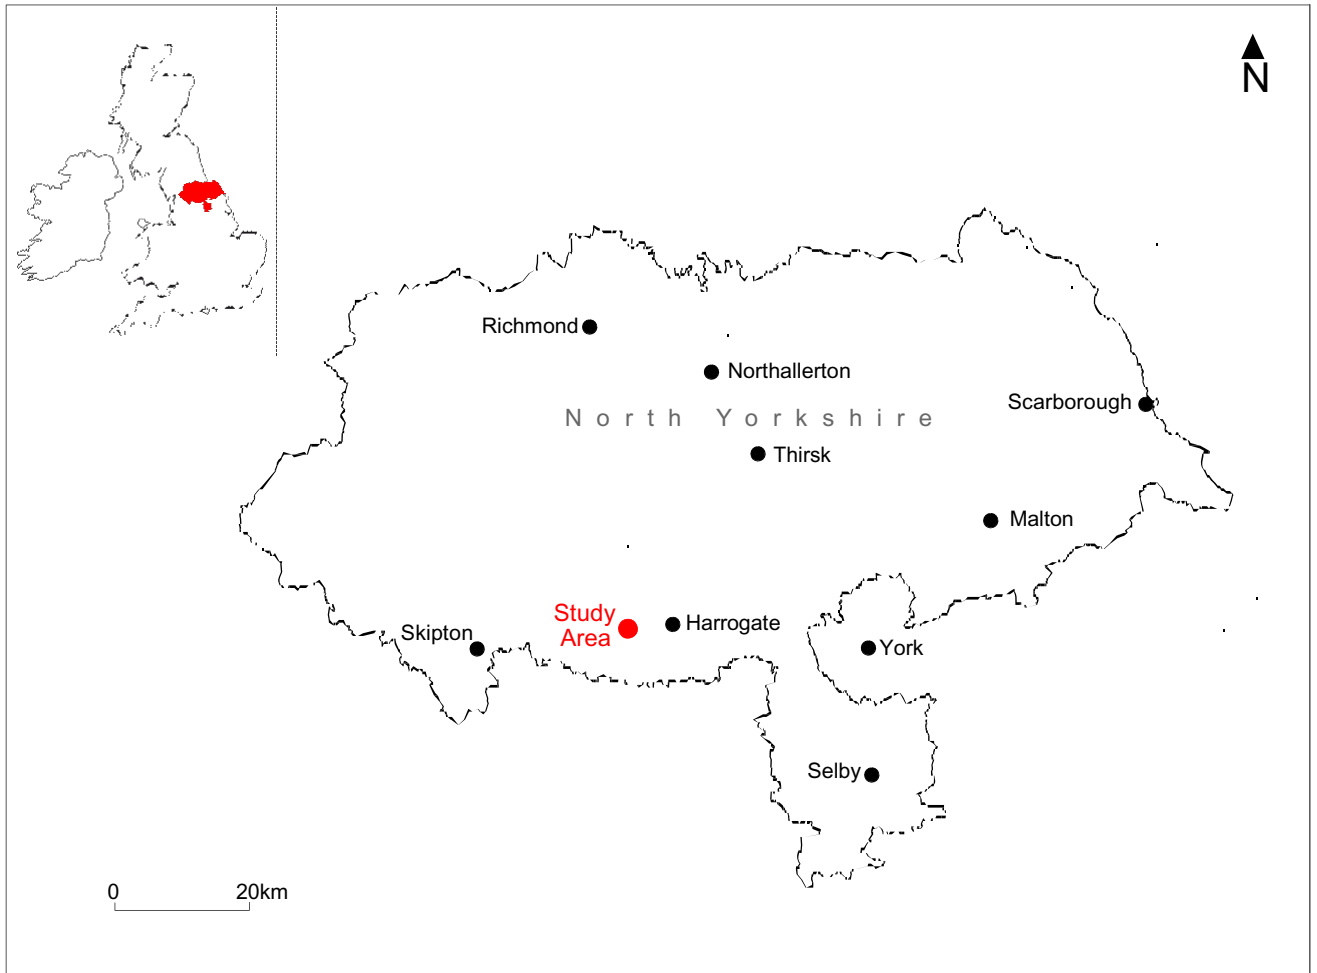 N
Richmond
Northallerton
Scarborough
North Yorkshire
Thirsk
Malton
Study
Area
Harrogate
Skipton
York
Selby
0 20km